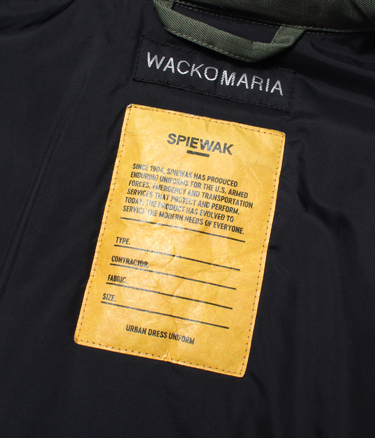 WACKOMARIA
SPIEWAK
SINCE 1904, SPIEWAK HAS PRODUCED
ENDURING UNIFORMS FOR THE U.S. ARMED
FORCES, EMERGENCY AND TRANSPORTATION
SERVICES THAT PROTECT AND PERFORM.
TODAY, THE PRODUCT HAS EVOLVED TO
SERVICE THE MODERN NEEDS OF EVERYONE.
TYPE.
CONTRACTOR.
FABRIC.
SIZE.
URBAN DRESS UNIFORM